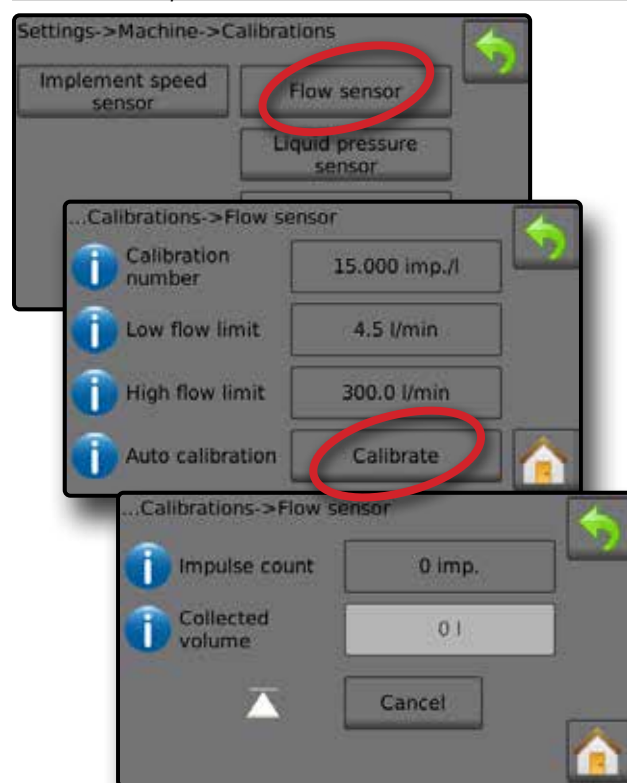 Settings->Machine->Calibrations
Implement speed
sensor
Flow sensor
Liquid pressure
sensor
...Calibrations->Flow sensor
Calibration
number
15.000 imp./l
Low flow limit
4.5 l/min
High flow limit
300.0 l/min
Auto calibration
Calibrate
...Calibrations->Flow sensor
Impulse count
0 imp.
Collected
volume
0 l
Cancel